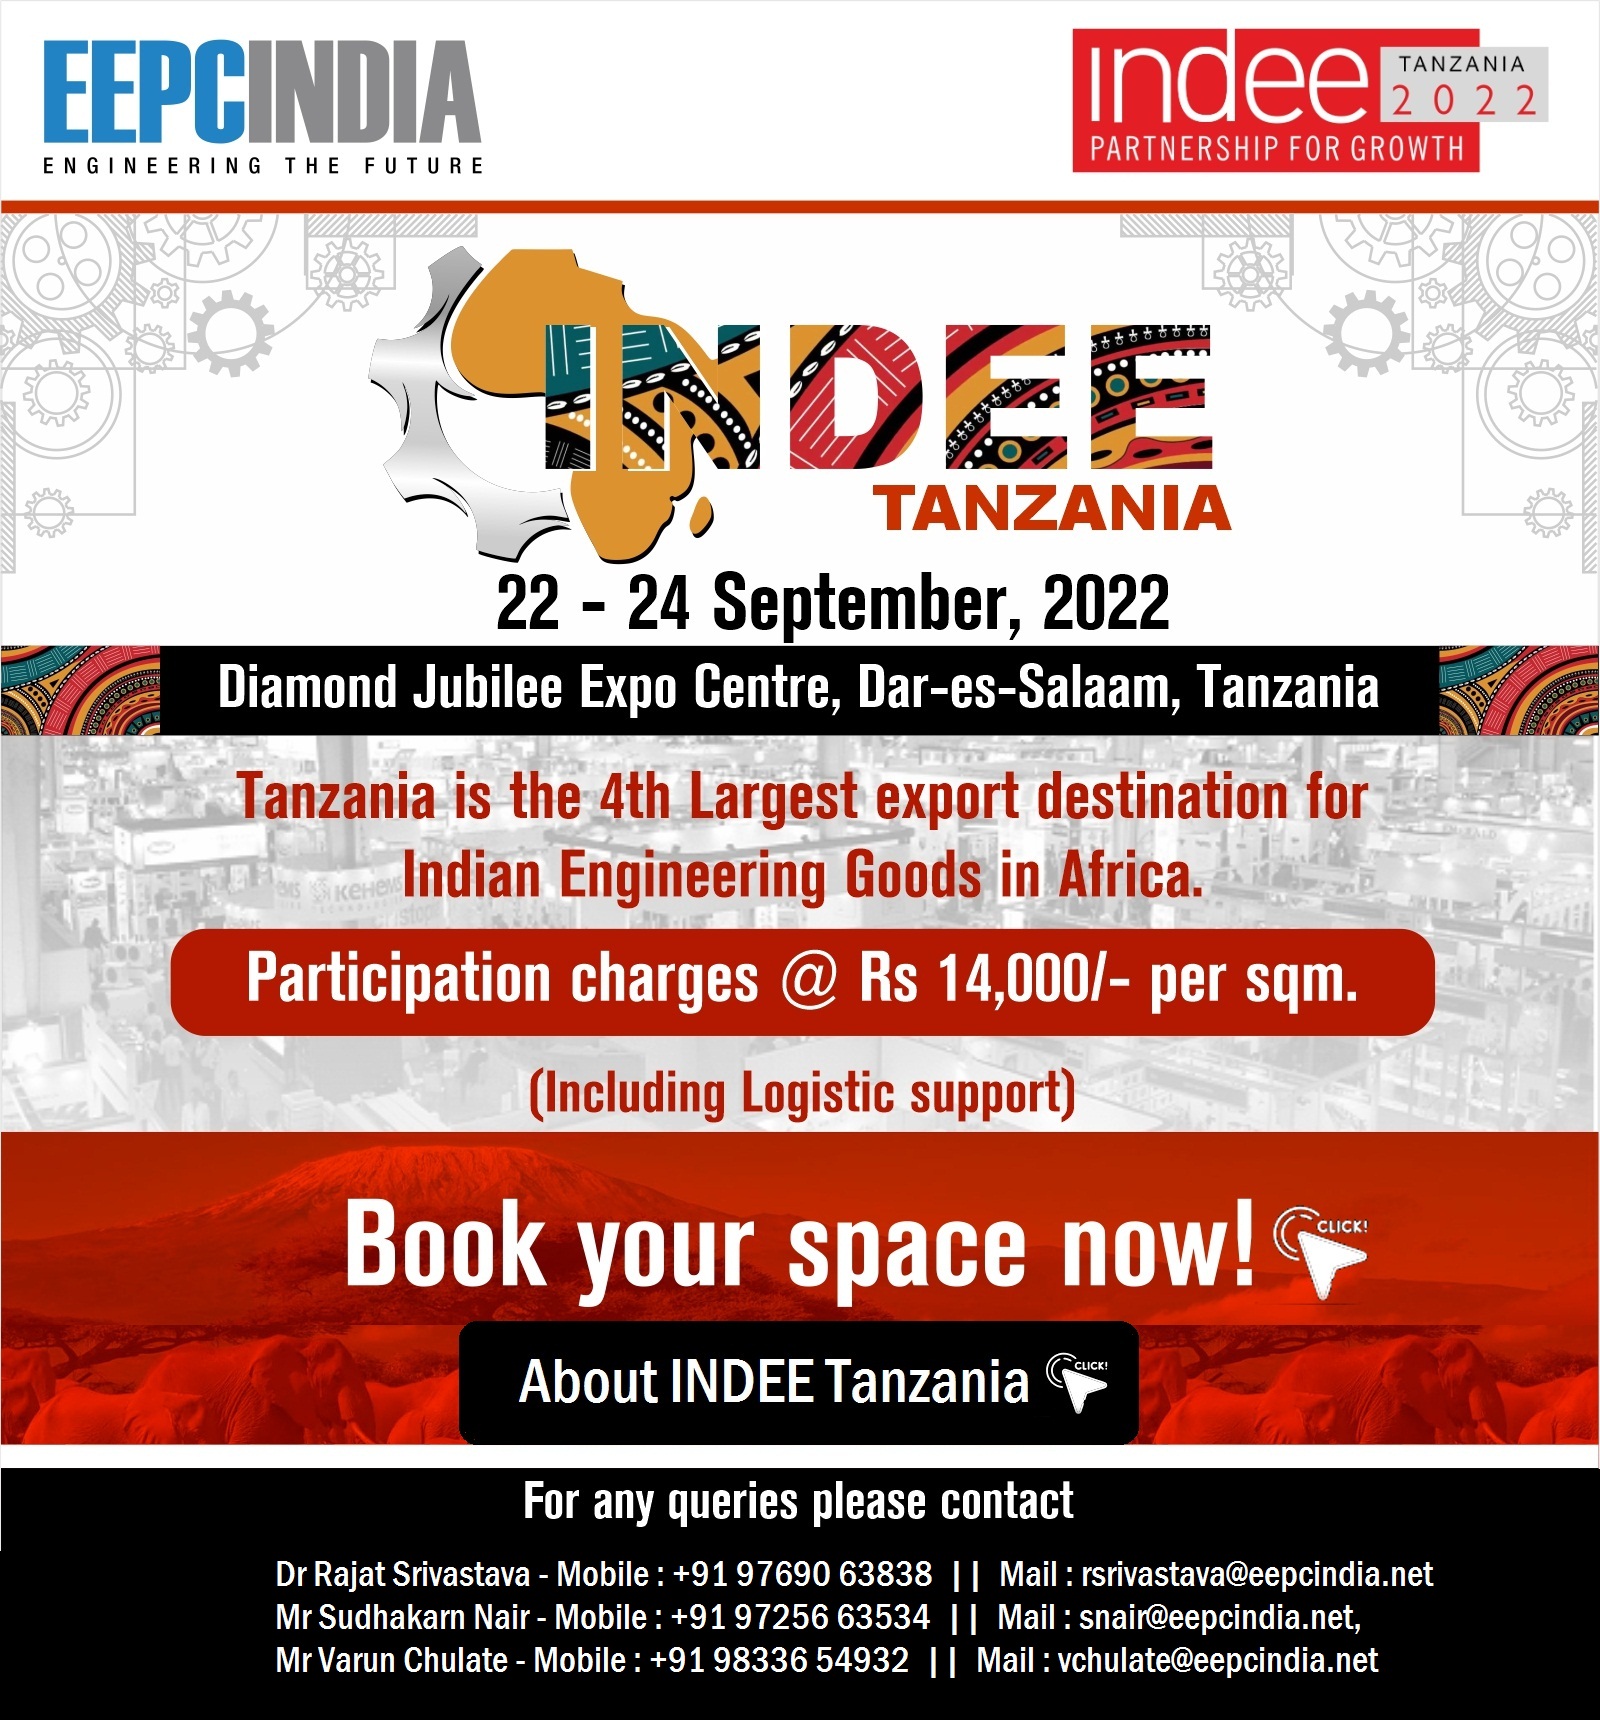 EEPCINDIA
ENGINEERING THE FUTURE
indee
TANZANIA
2022
PARTNERSHIP FOR GROWTH
INDEE
TANZANIA
22 - 24 September, 2022
Diamond Jubilee Expo Centre, Dar-es-Salaam, Tanzania
Tanzania is the 4th Largest export destination for
Indian Engineering Goods in Africa.
Participation charges @ Rs 14,000/- per sqm.
(Including Logistic support)
Book your space now!
CLICK!
About INDEE Tanzania
CLICK!
For any queries please contact
Dr Rajat Srivastava - Mobile : +91 97690 63838 || Mail : rsrivastava@eepcindia.net
Mr Sudhakarn Nair - Mobile : +91 97256 63534 || Mail : snair@eepcindia.net,
Mr Varun Chulate - Mobile : +91 98336 54932 || Mail : vchulate@eepcindia.net